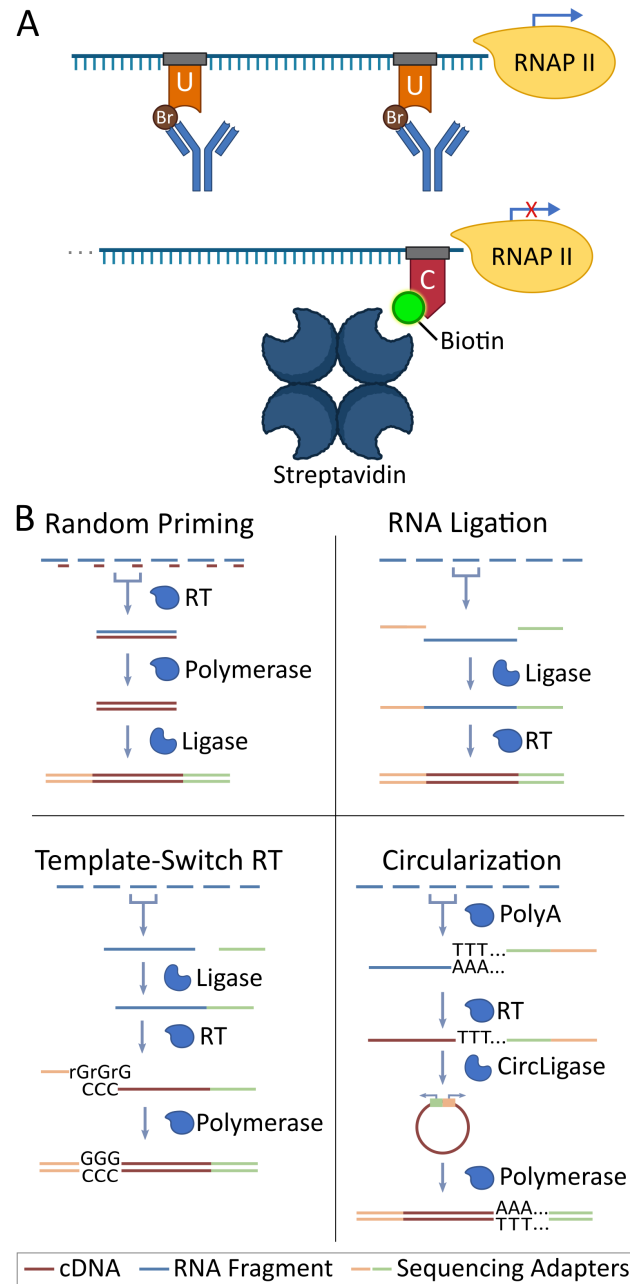 A
U
U
RNAP II
Br
Br
X
...
RNAP II
C
Biotin
Streptavidin
B
Random Priming
RT
Polymerase
Ligase
RNA Ligation
Ligase
RT
Template-Switch RT
Ligase
RT
rGrGrG
CCC
Polymerase
GGG
CCC
Circularization
PolyA
TTT...
AAA...
RT
TTT...
CircLigase
Polymerase
AAA...
TTT...
cDNA
RNA Fragment
Sequencing Adapters